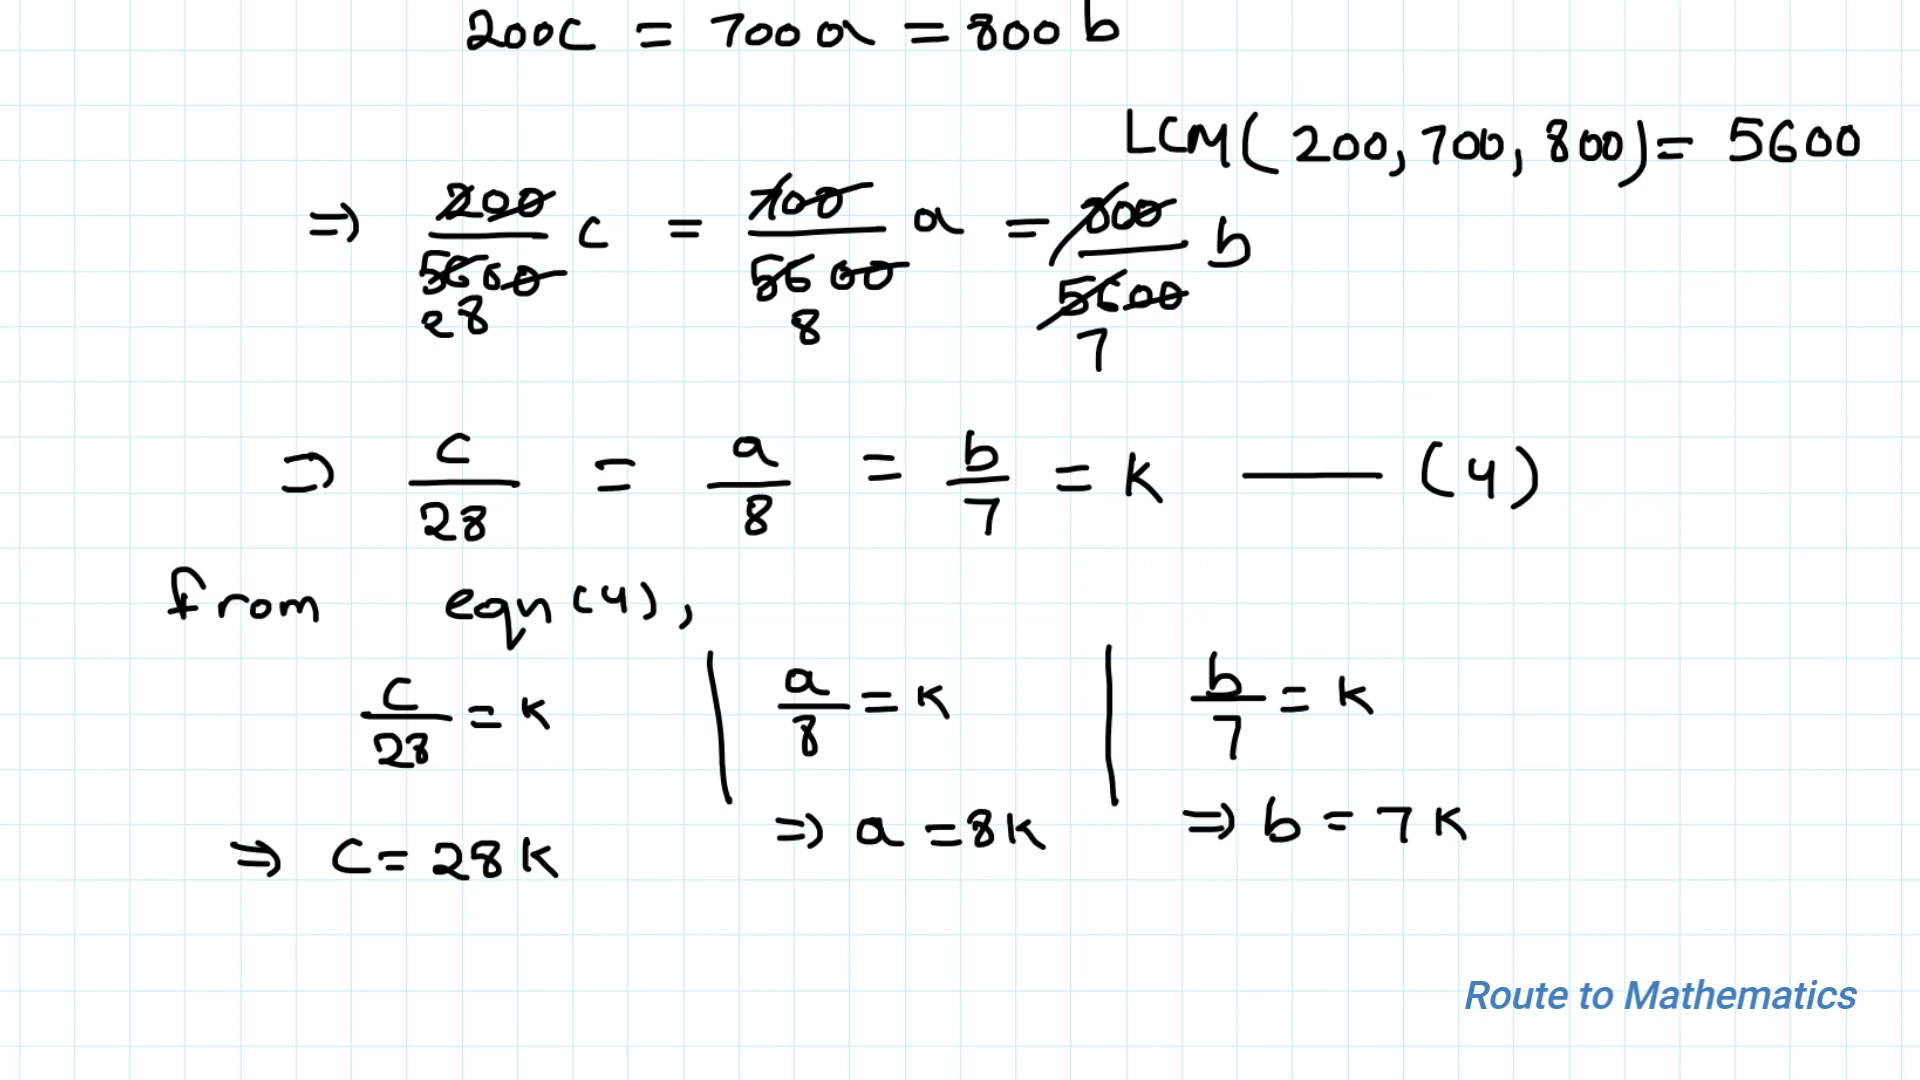 200c = 700a = 800b
LCM(200, 700, 800) = 5600
⇒ 200/5600 c = 700/5600 a = 800/5600 b
28 8 7
⇒ c/28 = a/8 = b/7 = k —— (4)
from eqn(4),
c/28 = k | a/8 = k | b/7 = k
⇒ c = 28k ⇒ a = 8k ⇒ b = 7k
Route to Mathematics